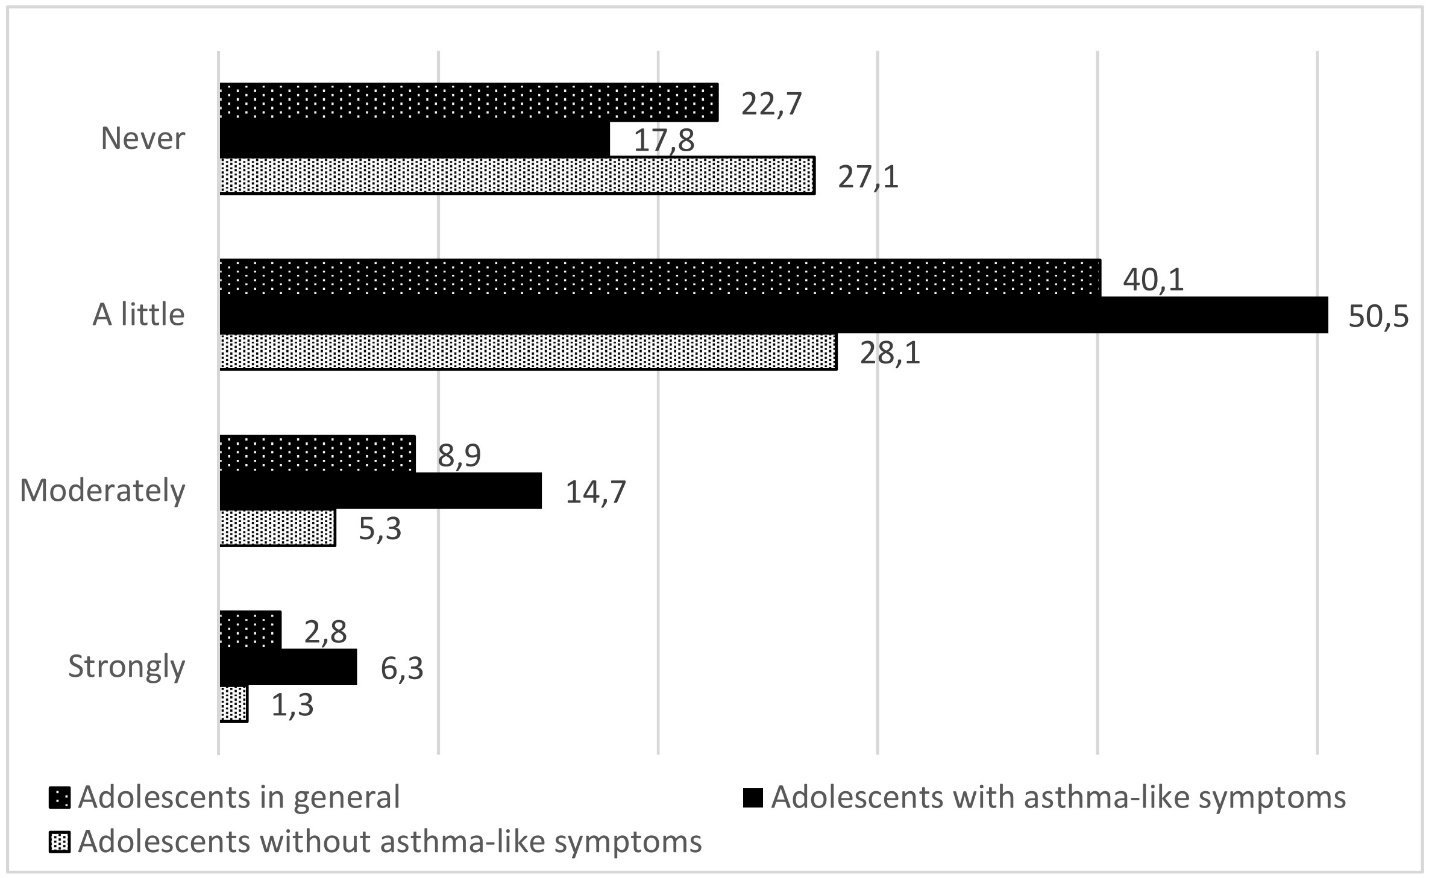 Never
22,7
17,8
27,1
A little
40,1
50,5
28,1
Moderately
8,9
14,7
5,3
Strongly
2,8
6,3
1,3
Adolescents in general
Adolescents with asthma-like symptoms
Adolescents without asthma-like symptoms